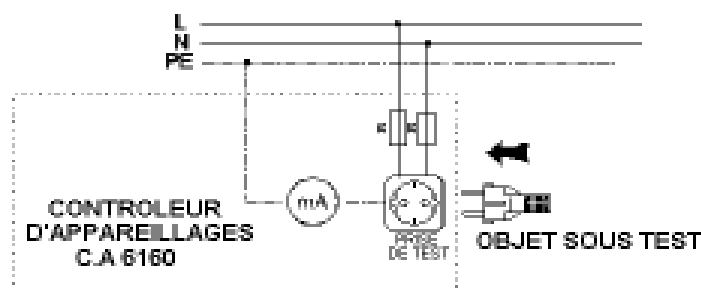 L
N
PE
mA
CONTROLEUR
D'APPAREILLAGES
C.A 6160
PRISE
DE TEST
OBJET SOUS TEST